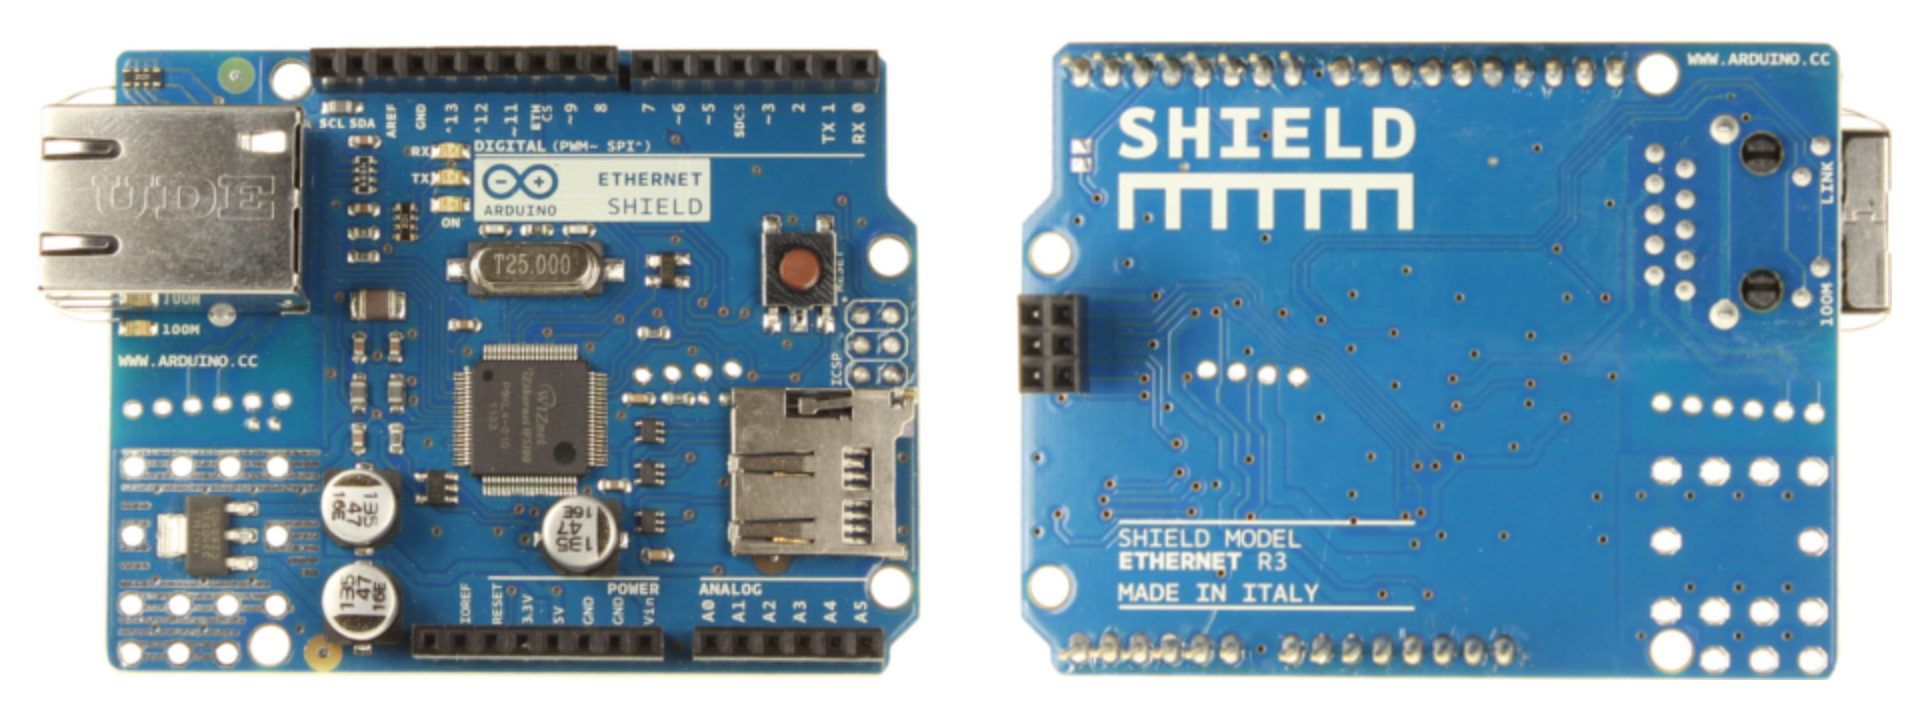 SCL SDA AREF GND ^13 ^12 ~11 ETH CS ~9 8 7 ~6 ~5 SDCS ~3 2 TX 1 RX 0
DIGITAL (PWM~ SPI^)
RX
TX
ON
ARDUINO
ETHERNET
SHIELD
UDE
T25.000
RESET
ICSP
100M
WWW.ARDUINO.CC
WIZnet
1133
135
47
16E
135
47
16E
135
47
16E
POWER
ANALOG
IOREF RESET 3.3V 5V GND GND Vin A0 A1 A2 A3 A4 A5
WWW.ARDUINO.CC
SHIELD
LINK
100M
SHIELD MODEL
ETHERNET R3
MADE IN ITALY